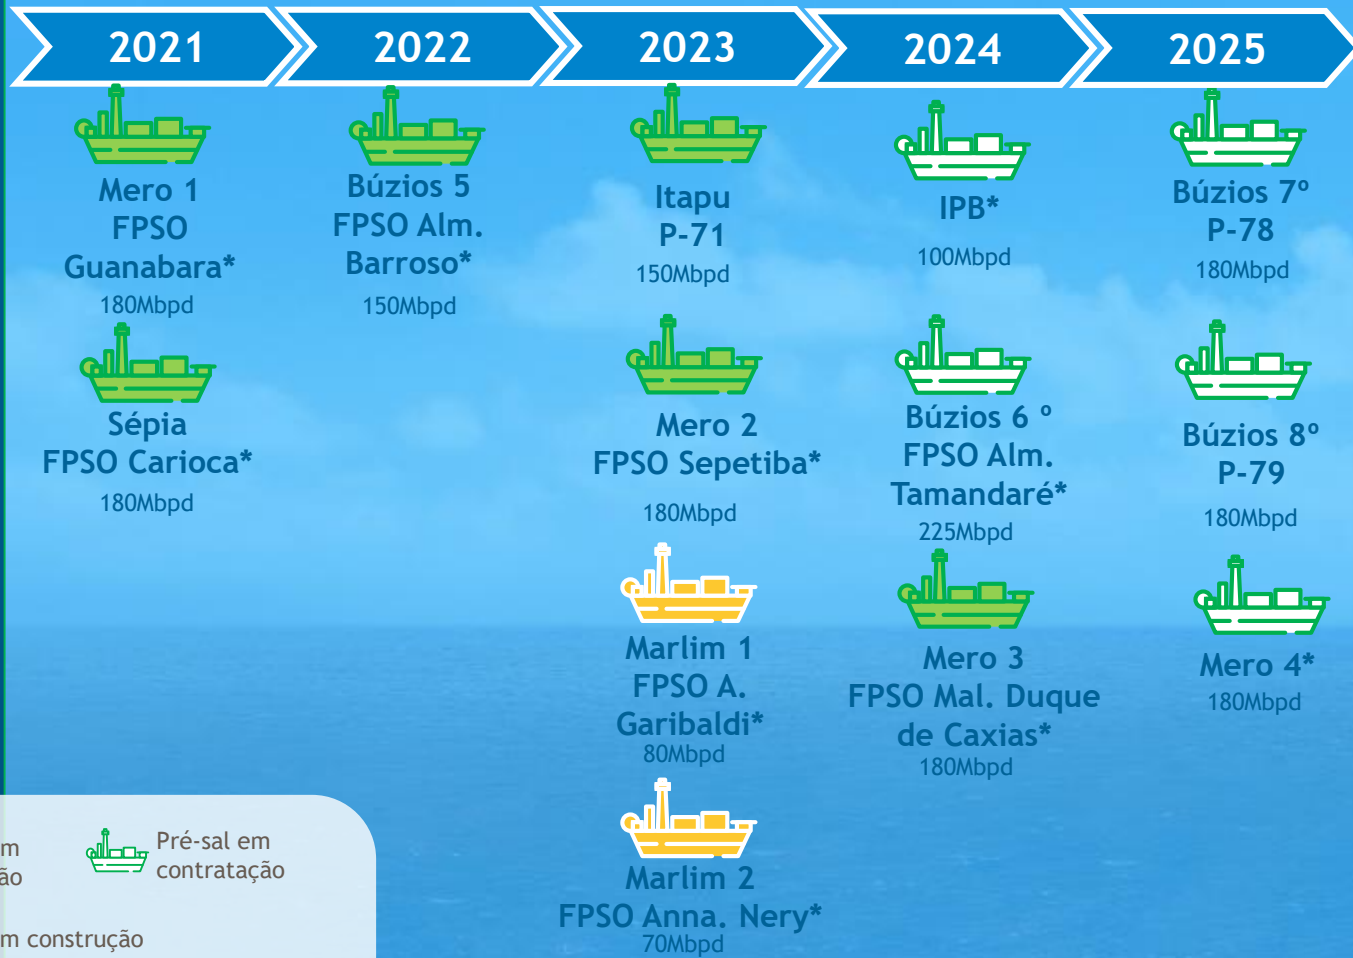 2021
2022
2023
2024
2025
Mero 1
FPSO
Guanabara*
180Mbpd
Sépia
FPSO Carioca*
180Mbpd
Búzios 5
FPSO Alm.
Barroso*
150Mbpd
Itapu
P-71
150Mbpd
Mero 2
FPSO Sepetiba*
180Mbpd
Marlim 1
FPSO A.
Garibaldi*
80Mbpd
Marlim 2
FPSO Anna. Nery*
70Mbpd
IPB*
100Mbpd
Búzios 6 º
FPSO Alm.
Tamandaré*
225Mbpd
Mero 3
FPSO Mal. Duque
de Caxias*
180Mbpd
Búzios 7º
P-78
180Mbpd
Búzios 8º
P-79
180Mbpd
Mero 4*
180Mbpd
Pré-sal em
contratação
construção